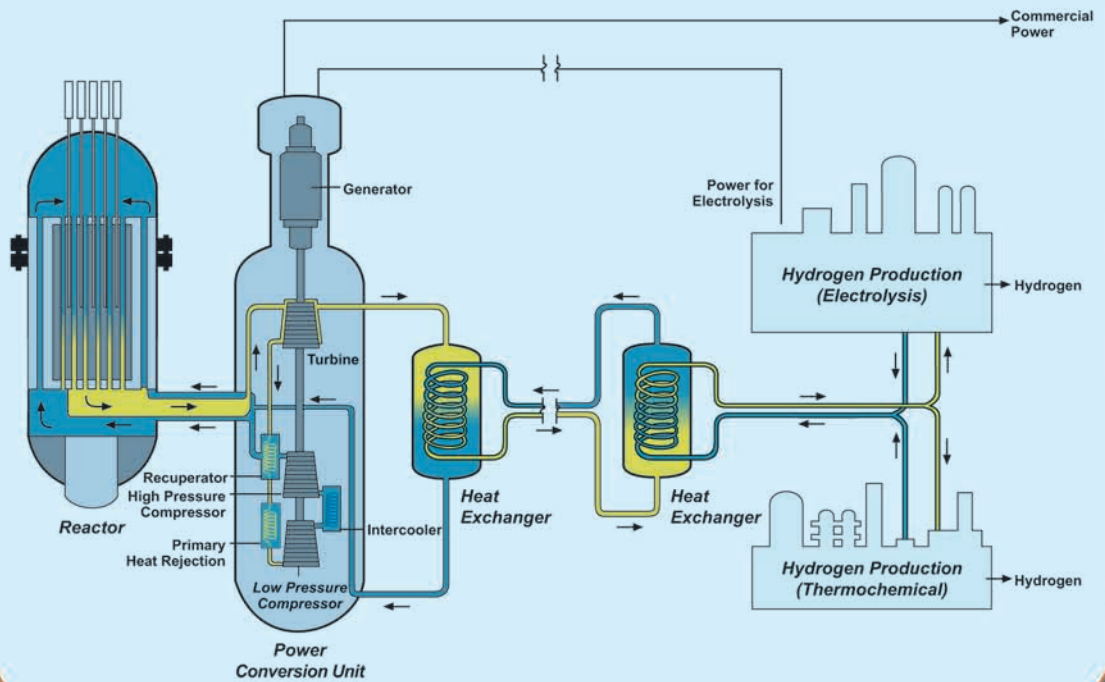 Commercial
Power
Generator
Power for
Electrolysis
Hydrogen Production
(Electrolysis)
Hydrogen
Turbine
Recuperator
High Pressure
Compressor
Intercooler
Primary
Heat Rejection
Low Pressure
Compressor
Reactor
Heat
Exchanger
Heat
Exchanger
Hydrogen Production
(Thermochemical)
Hydrogen
Power
Conversion Unit